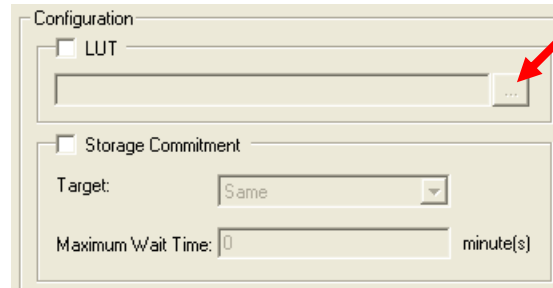 Configuration
LUT
...
Storage Commitment
Target: Same
Maximum Wait Time: 0 minute(s)